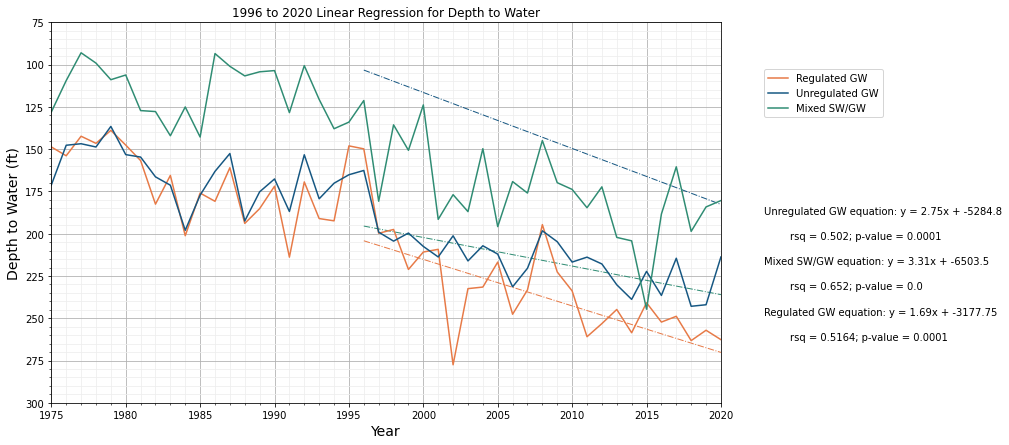 1996 to 2020 Linear Regression for Depth to Water
Depth to Water (ft)
75
100
125
150
175
200
225
250
275
300
1975
1980
1985
1990
1995
2000
2005
2010
2015
2020
Year
Regulated GW
Unregulated GW
Mixed SW/GW
Unregulated GW equation: y = 2.75x + -5284.8
rsq = 0.502; p-value = 0.0001
Mixed SW/GW equation: y = 3.31x + -6503.5
rsq = 0.652; p-value = 0.0
Regulated GW equation: y = 1.69x + -3177.75
rsq = 0.5164; p-value = 0.0001